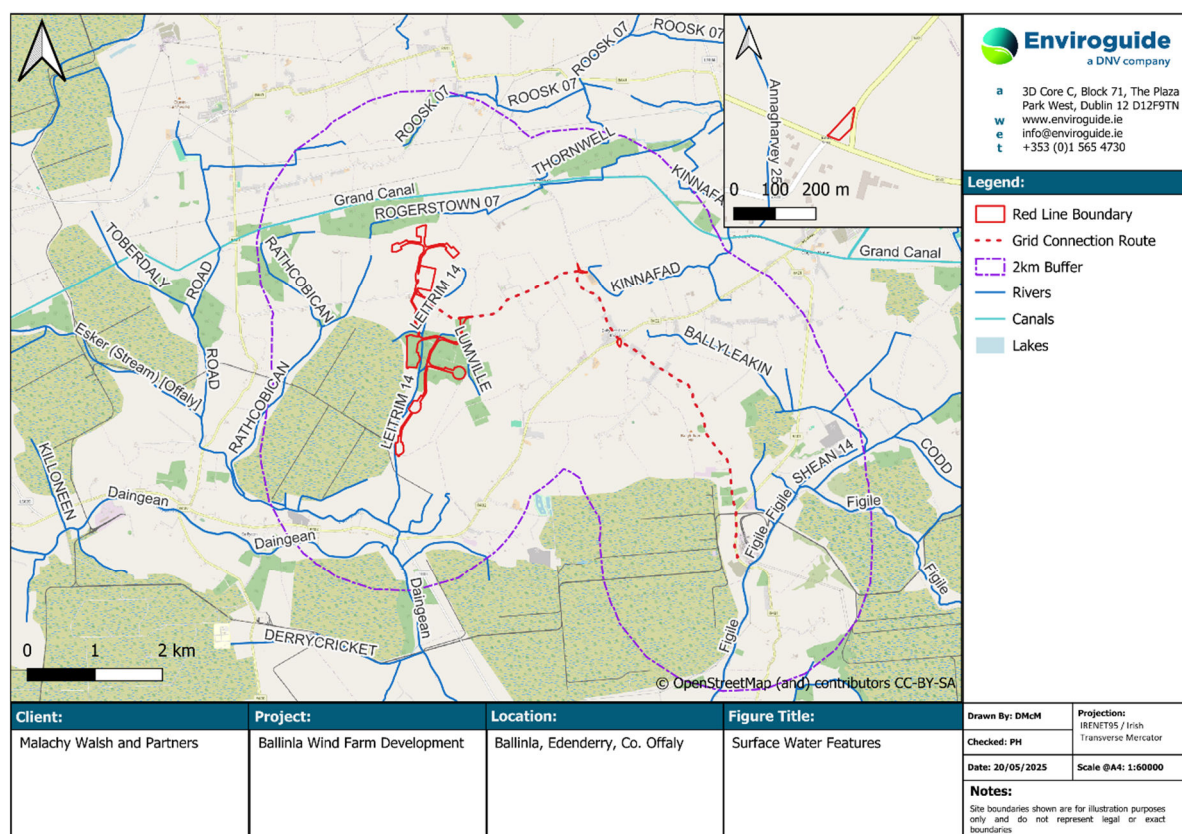 ROOSK 07
ROOSK 07
ROOSK 07
ROOSK 07
THORNWELL
KINNAFA
Grand Canal
ROGERSTOWN 07
Grand Canal
TOBERDALY
ROAD
RATHCOBICAN
LEITRIM 14
KINNAFAD
LUMVILLE
BALLYLEAKIN
Esker (Stream) [Offaly]
ROAD
RATHCOBICAN
LEITRIM 14
KILLONEEN
Daingean
Daingean
Daingean
DERRYCRICKET
SHEAN 14
CODD
Figile
Figile
Figile
Figile
Figile
0 1 2 km
© OpenStreetMap (and) contributors CC-BY-SA
Annagharvey 25
0 100 200 m
Enviroguide
a DNV company
a 3D Core C, Block 71, The Plaza
Park West, Dublin 12 D12F9TN
w www.enviroguide.ie
e info@enviroguide.ie
t +353 (0)1 565 4730
Legend:
Red Line Boundary
Grid Connection Route
2km Buffer
Rivers
Canals
Lakes
Client:
Malachy Walsh and Partners
Project:
Ballinla Wind Farm Development
Location:
Ballinla, Edenderry, Co. Offaly
Figure Title:
Surface Water Features
Drawn By: DMcM
Projection:
IRENET95 / Irish
Transverse Mercator
Checked: PH
Date: 20/05/2025
Scale @A4: 1:60000
Notes:
Site boundaries shown are for illustration purposes
only and do not represent legal or exact
boundaries